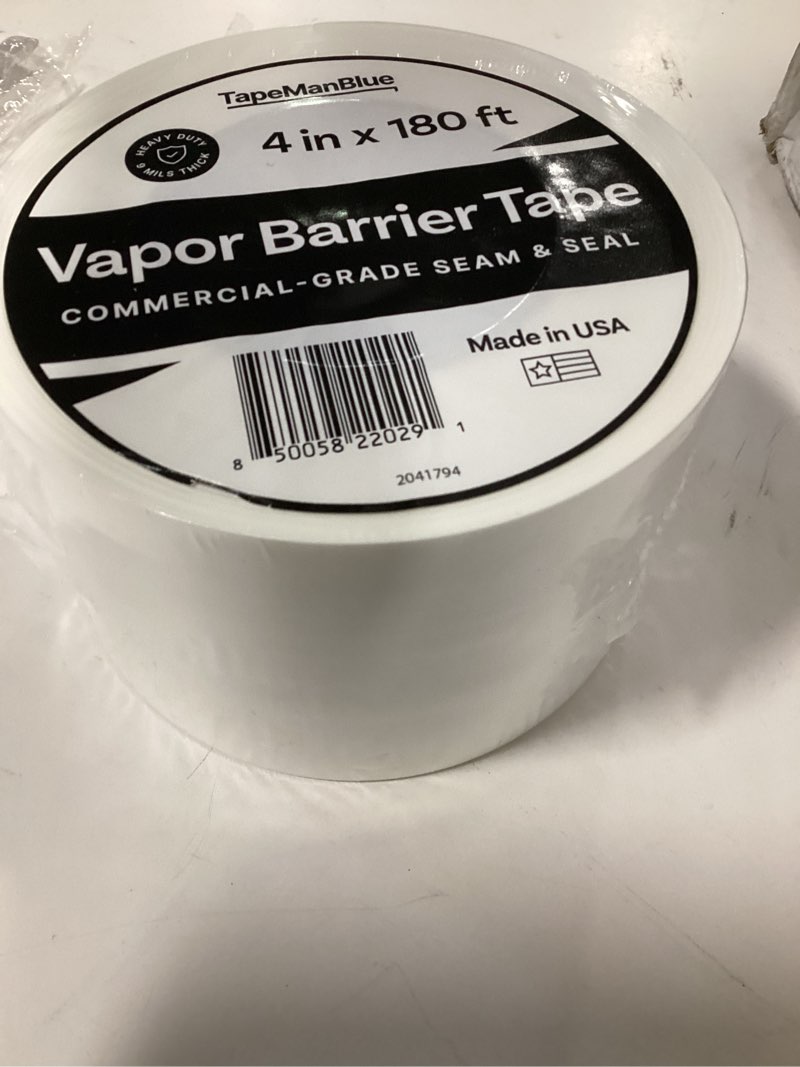 TapeManBlue
4 in x 180 ft
HEAVY DUTY
MILS THICK
Vapor Barrier Tape
COMMERCIAL-GRADE SEAM & SEAL
Made in USA
8 50058 22029 1
2041794